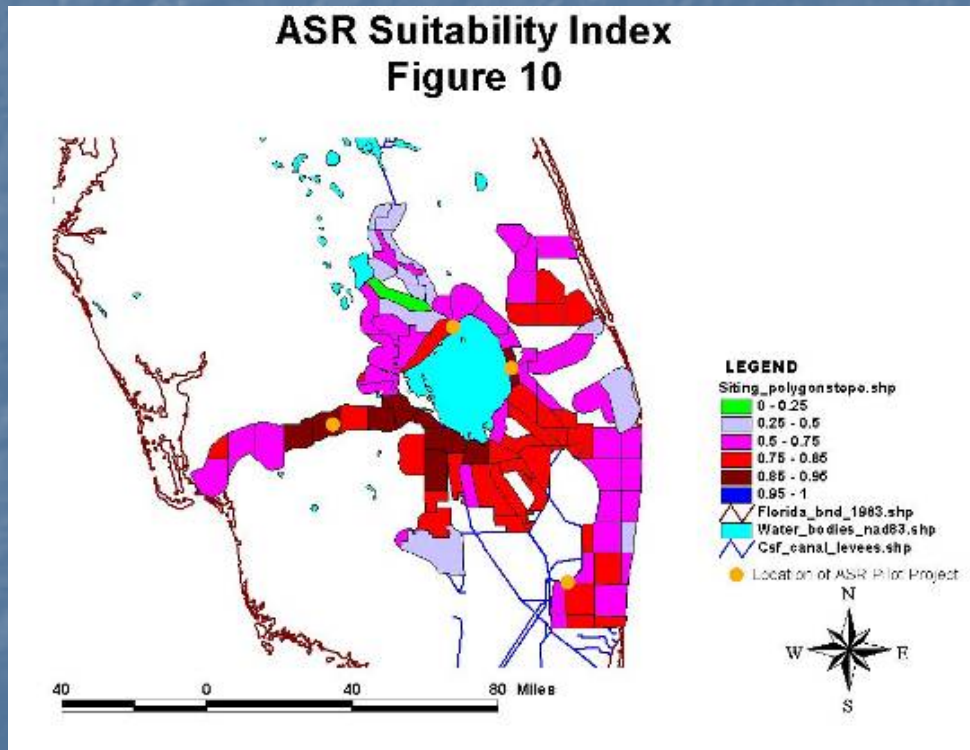 ASR Suitability Index
Figure 10
LEGEND
Siting_polygonstopo.shp
0 - 0.25
0.25 - 0.5
0.5 - 0.75
0.75 - 0.85
0.85 - 0.95
0.95 - 1
Florida_bnd_1983.shp
Water_bodies_nad83.shp
Csf_canal_levees.shp
Location of ASR Pilot Project
N
W E
S
40 0 40 80 Miles